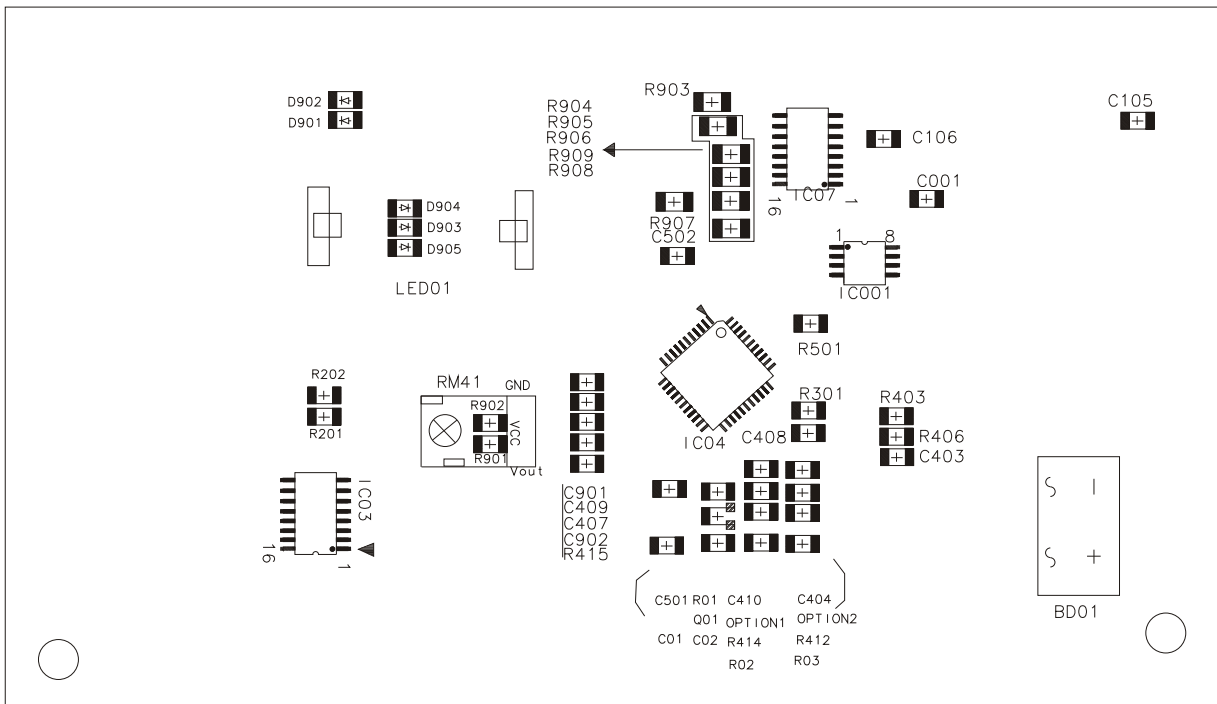 R903
R904
R905
R906
R909
R908
D902
D901
C105
C106
IC07
16
1
C001
D904
D903
D905
R907
C502
1
8
LED01
IC001
R501
R202
RM41
GND
R902
VCC
R301
R403
R201
R901
IC04
C408
R406
C403
Vout
IC03
16
1
C901
C409
C407
C902
R415
S
–
S
+
BD01
C501 R01 C410 C404
Q01 OPTION1 OPTION2
C01 C02 R414 R412
R02 R03